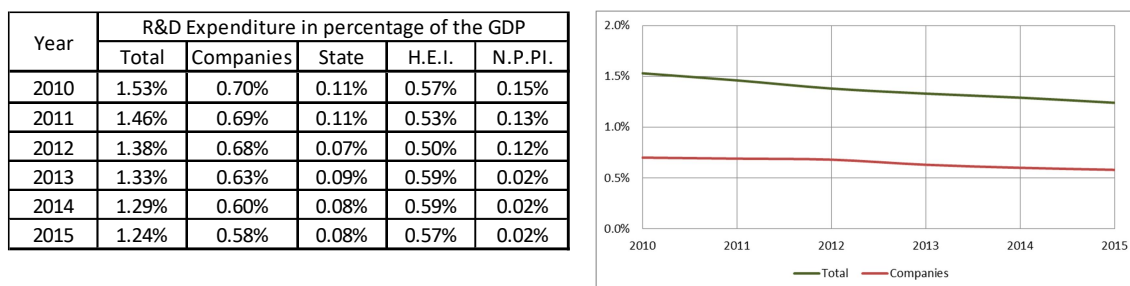 Year R&D Expenditure in percentage of the GDP
Total Companies State H.E.I. N.P.PI.
2010 1.53% 0.70% 0.11% 0.57% 0.15%
2011 1.46% 0.69% 0.11% 0.53% 0.13%
2012 1.38% 0.68% 0.07% 0.50% 0.12%
2013 1.33% 0.63% 0.09% 0.59% 0.02%
2014 1.29% 0.60% 0.08% 0.59% 0.02%
2015 1.24% 0.58% 0.08% 0.57% 0.02%
2.0%
1.5%
1.0%
0.5%
0.0%
2010 2011 2012 2013 2014 2015
Total Companies